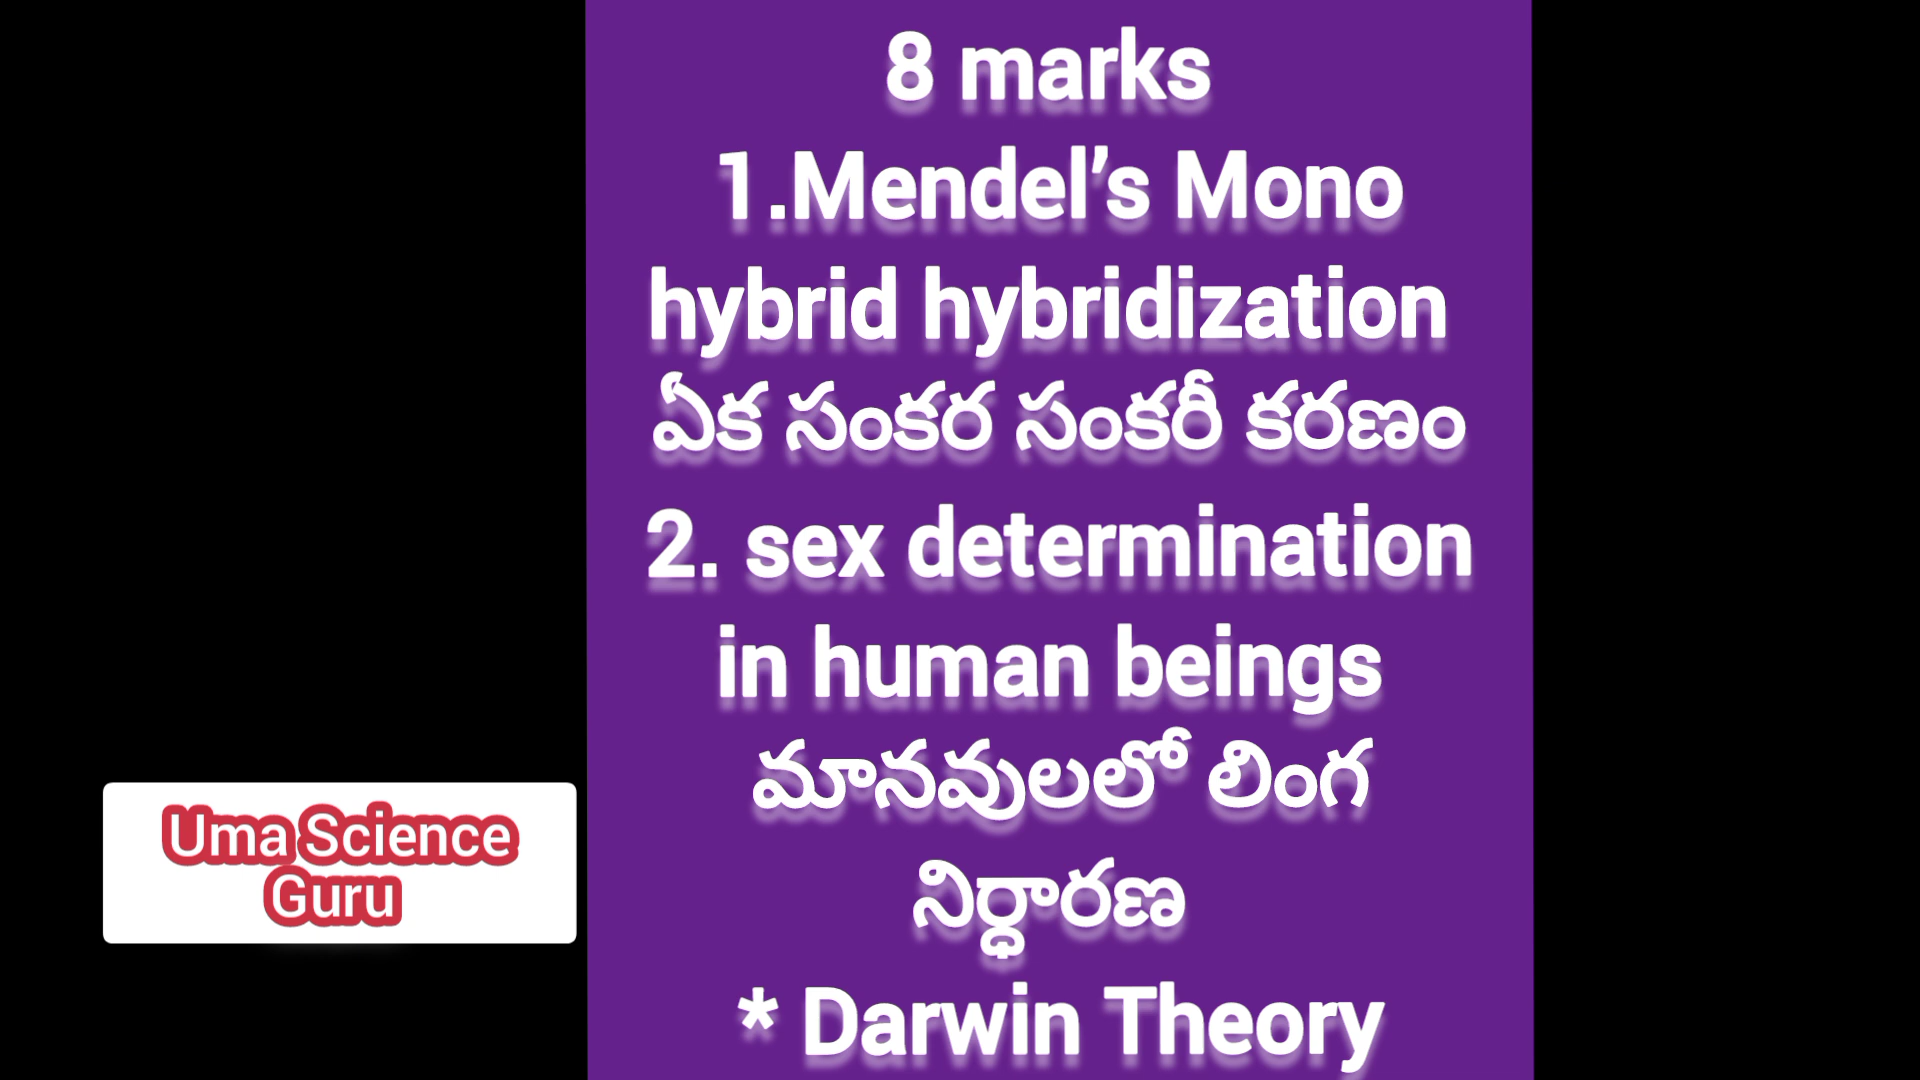 8 marks
1.Mendel’s Mono
hybrid hybridization
ఏక సంకర సంకరీ కరణం
2. sex determination
in human beings
మానవులలో లింగ
నిర్ధారణ
* Darwin Theory
Uma Science
Guru